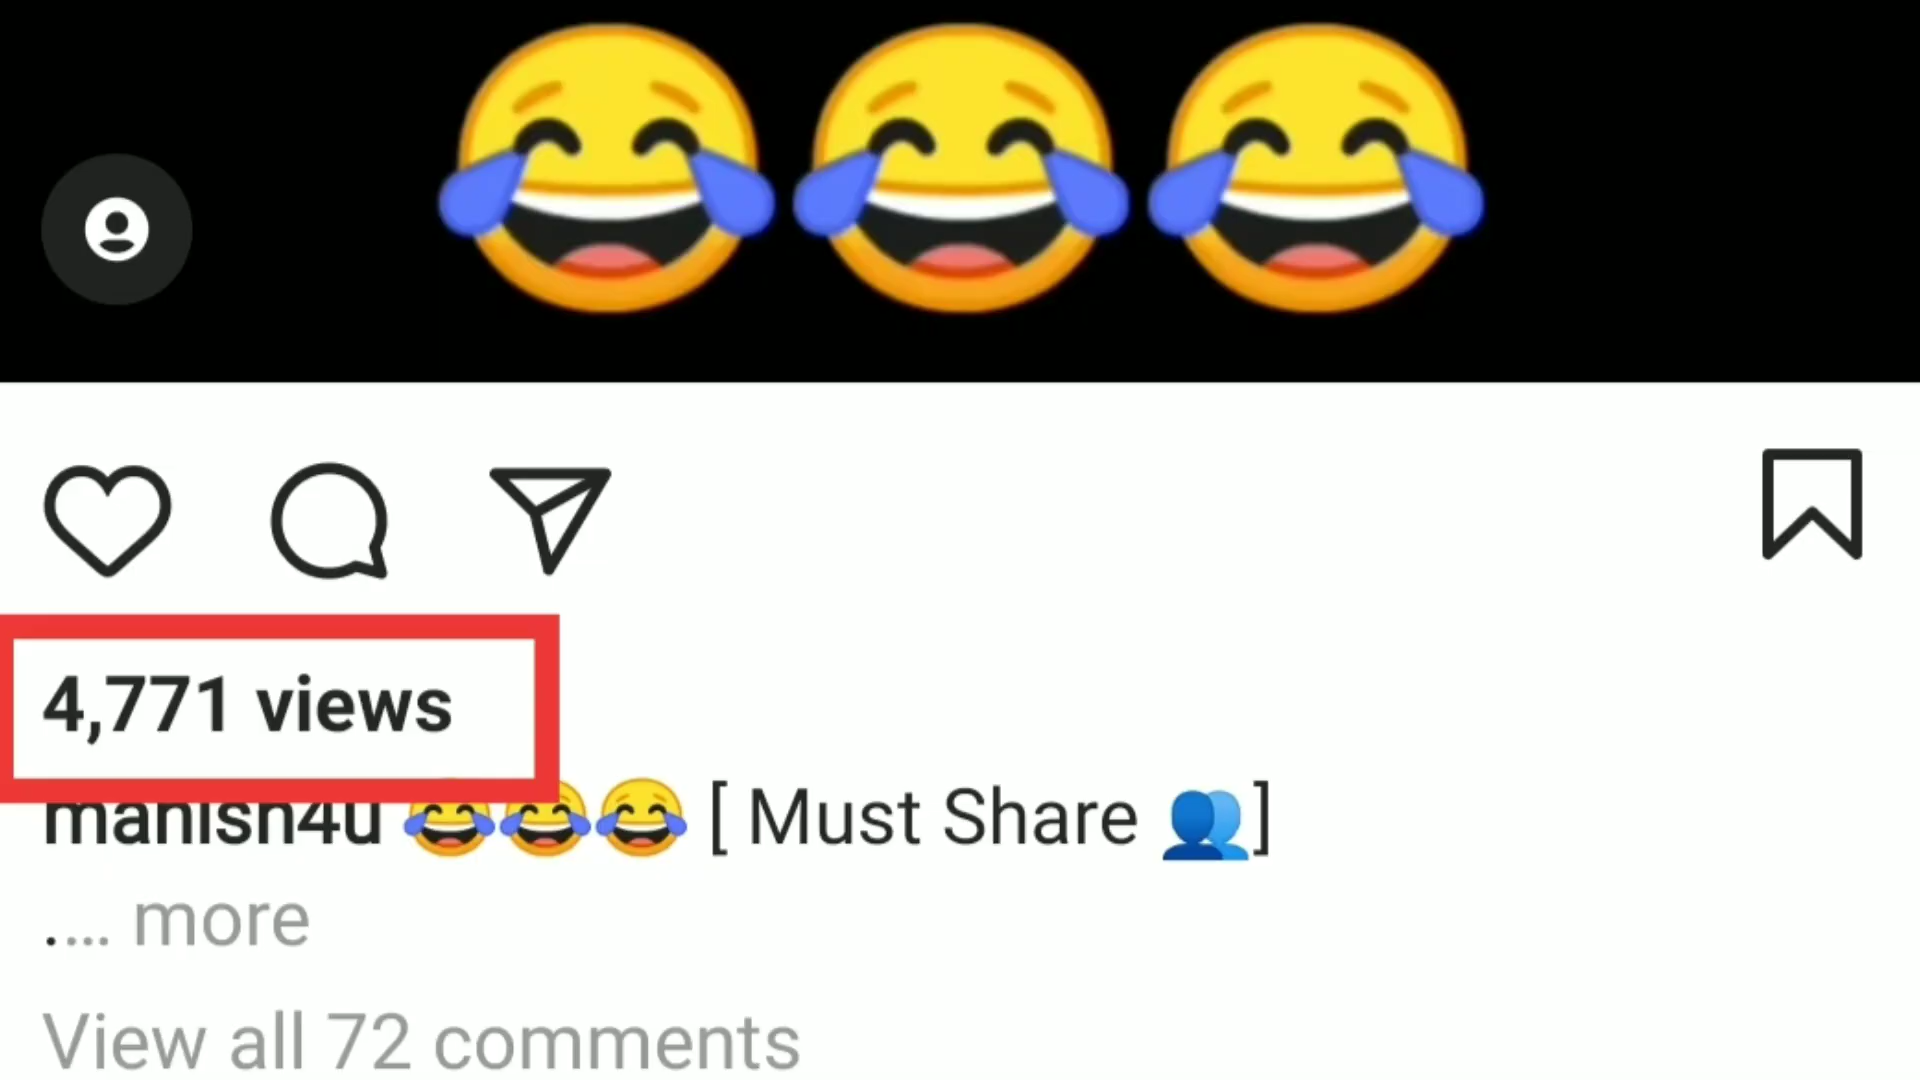 4,771 views
manish4u 😂😂😂 [ Must Share 👥]
.... more
View all 72 comments